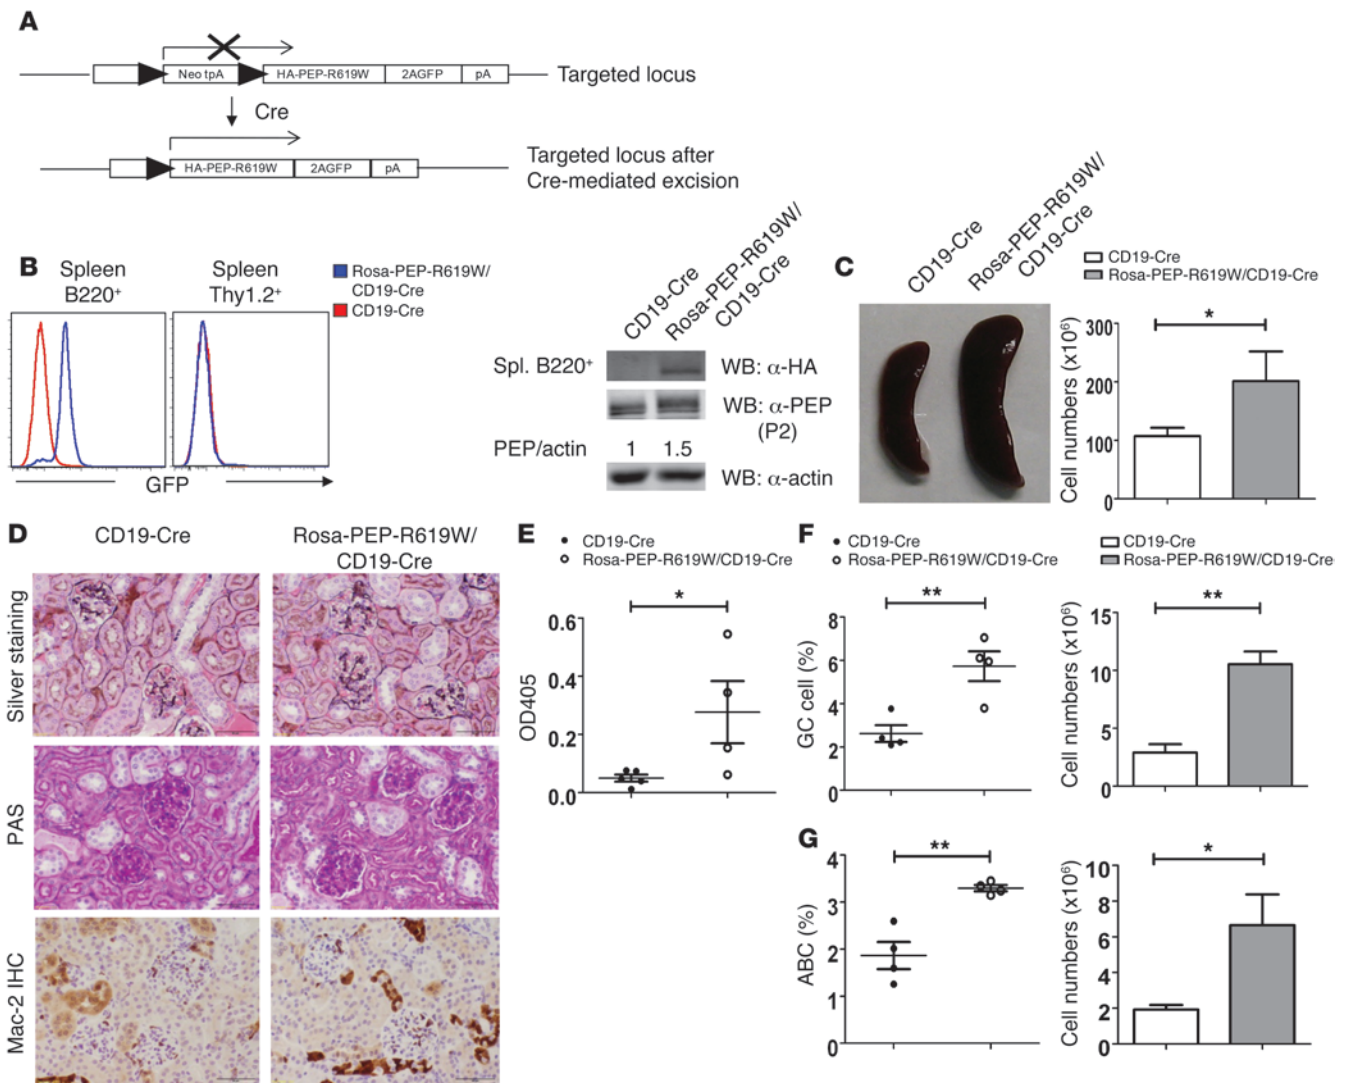 A
Neo tpA
HA-PEP-R619W
2AGFP
pA
Targeted locus
Cre
HA-PEP-R619W
2AGFP
pA
Targeted locus after
Cre-mediated excision
B
Spleen
B220+
Spleen
Thy1.2+
Rosa-PEP-R619W/
CD19-Cre
CD19-Cre
GFP
CD19-Cre
Rosa-PEP-R619W/
CD19-Cre
Spl. B220+
WB: α-HA
WB: α-PEP
(P2)
PEP/actin
1
1.5
WB: α-actin
C
CD19-Cre
Rosa-PEP-R619W/
CD19-Cre
CD19-Cre
Rosa-PEP-R619W/CD19-Cre
Cell numbers (x10⁶)
300
200
100
0
*
D
CD19-Cre
Rosa-PEP-R619W/
CD19-Cre
Silver staining
PAS
Mac-2 IHC
E
CD19-Cre
Rosa-PEP-R619W/CD19-Cre
OD405
0.6
0.4
0.2
0.0
*
F
CD19-Cre
Rosa-PEP-R619W/CD19-Cre
GC cell (%)
8
6
4
2
0
**
CD19-Cre
Rosa-PEP-R619W/CD19-Cre
Cell numbers (x10⁶)
15
10
5
0
**
G
ABC (%)
4
3
2
1
0
**
Cell numbers (x10⁶)
10
8
6
4
2
0
*